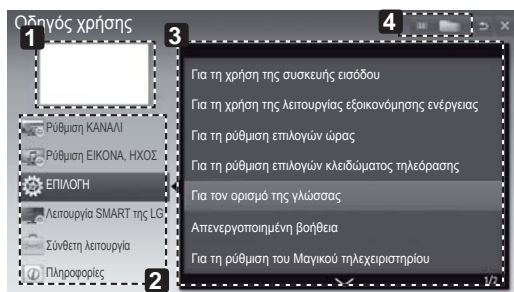 Οδηγός χρήσης
1
3
4
Για τη χρήση της συσκευής εισόδου
Για τη χρήση της λειτουργίας εξοικονόμησης ενέργειας
Για τη ρύθμιση επιλογών ώρας
Για τη ρύθμιση επιλογών κλειδώματος τηλεόρασης
Για τον ορισμό της γλώσσας
Απενεργοποιημένη βοήθεια
Για τη ρύθμιση του Μαγικού τηλεχειριστηρίου
1/2
Ρύθμιση ΚΑΝΑΛΙ
Ρύθμιση ΕΙΚΟΝΑ, ΗΧΟΣ
ΕΠΙΛΟΓΗ
Λειτουργία SMART της LG
Σύνθετη λειτουργία
Πληροφορίες
2